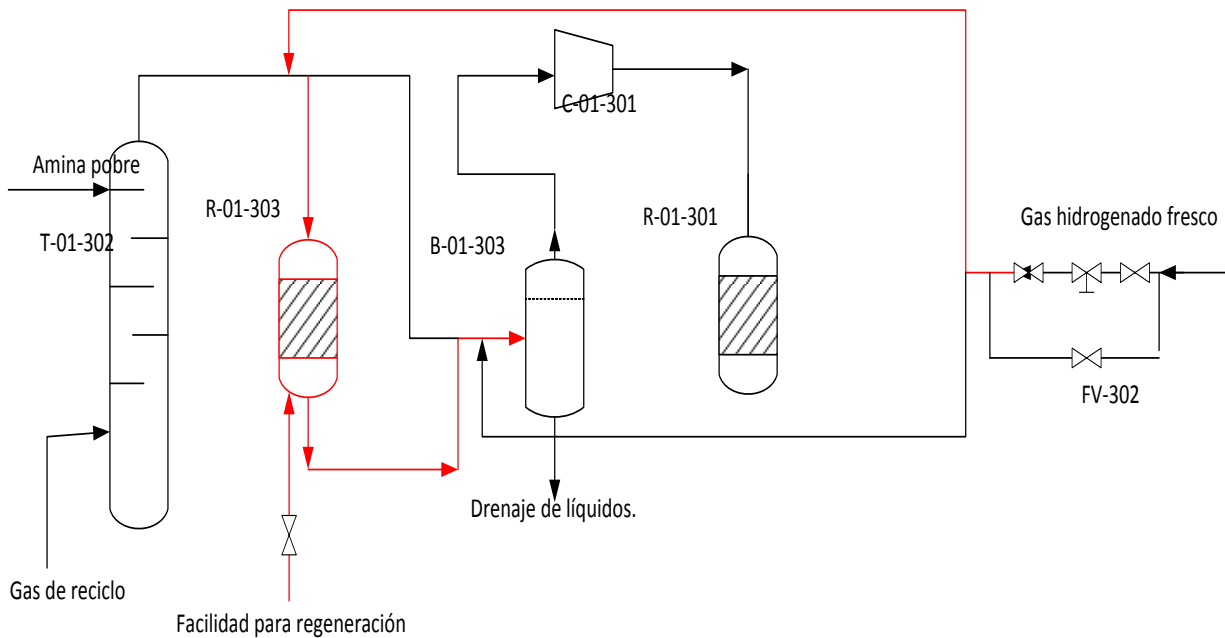 C-01-301
Amina pobre
R-01-303
R-01-301
Gas hidrogenado fresco
T-01-302
B-01-303
FV-302
Drenaje de líquidos.
Gas de reciclo
Facilidad para regeneración